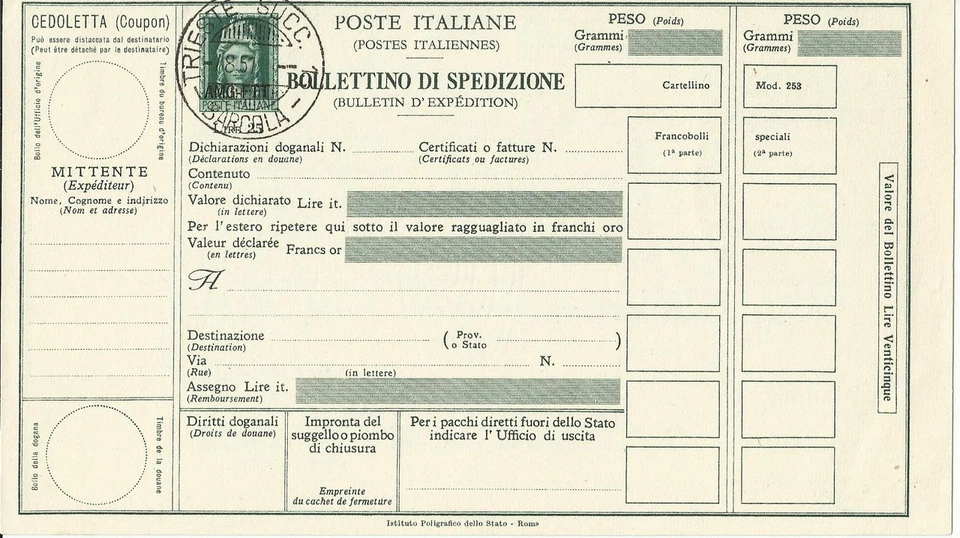 CEDOLETTA (Coupon)
Può essere distaccata dal destinatario
(Peut être détaché par le destinataire)
Bollo dell'Ufficio d'origine
Timbre du bureau d'origine
MITTENTE
(Expéditeur)
Nome, Cognome e indirizzo
(Nom et adresse)
Bollo della dogana
Timbre de la douane
TRIESTE SUCC.
BARCOLA
AMG-FTT
POSTE ITALIANE
LIRE 25
POSTE ITALIANE
(POSTES ITALIENNES)
BOLLETTINO DI SPEDIZIONE
(BULLETIN D'EXPÉDITION)
Dichiarazioni doganali N. Certificati o fatture N.
(Déclarations en douane) (Certificats ou factures)
Contenuto
(Contenu)
Valore dichiarato Lire it.
(in lettere)
Per l'estero ripetere qui sotto il valore ragguagliato in franchi oro
Valeur déclarée Francs or
(en lettres)
A
Destinazione ( Prov. o Stato )
(Destination)
Via N.
(Rue) (in lettere)
Assegno Lire it.
(Remboursement)
Diritti doganali
(Droits de douane)
Impronta del
suggello o piombo
di chiusura
Empreinte
du cachet de fermeture
Per i pacchi diretti fuori dello Stato
indicare l'Ufficio di uscita
PESO (Poids)
Grammi
(Grammes)
Cartellino
Francobolli
(1ª parte)
PESO (Poids)
Grammi
(Grammes)
Mod. 253
speciali
(2ª parte)
Valore del Bollettino Lire Venticinque
Istituto Poligrafico dello Stato - Roma